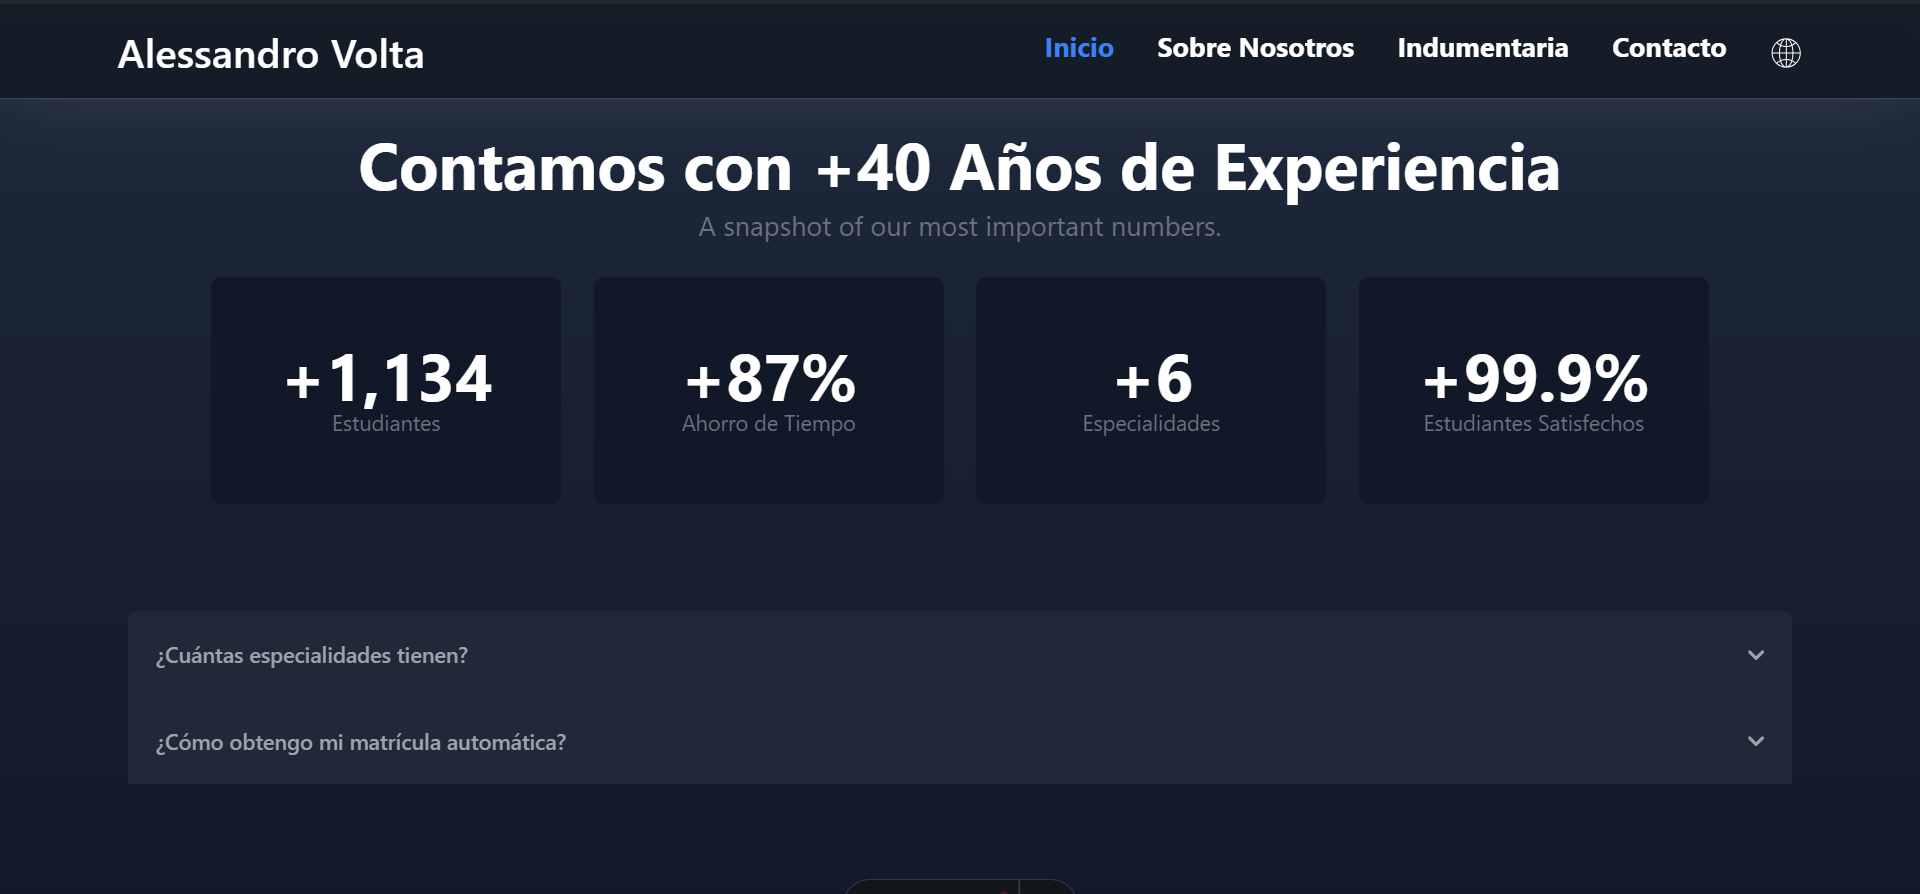 Alessandro Volta
Inicio
Sobre Nosotros
Indumentaria
Contacto
Contamos con +40 Años de Experiencia
A snapshot of our most important numbers.
+1,134
Estudiantes
+87%
Ahorro de Tiempo
+6
Especialidades
+99.9%
Estudiantes Satisfechos
¿Cuántas especialidades tienen?
¿Cómo obtengo mi matrícula automática?